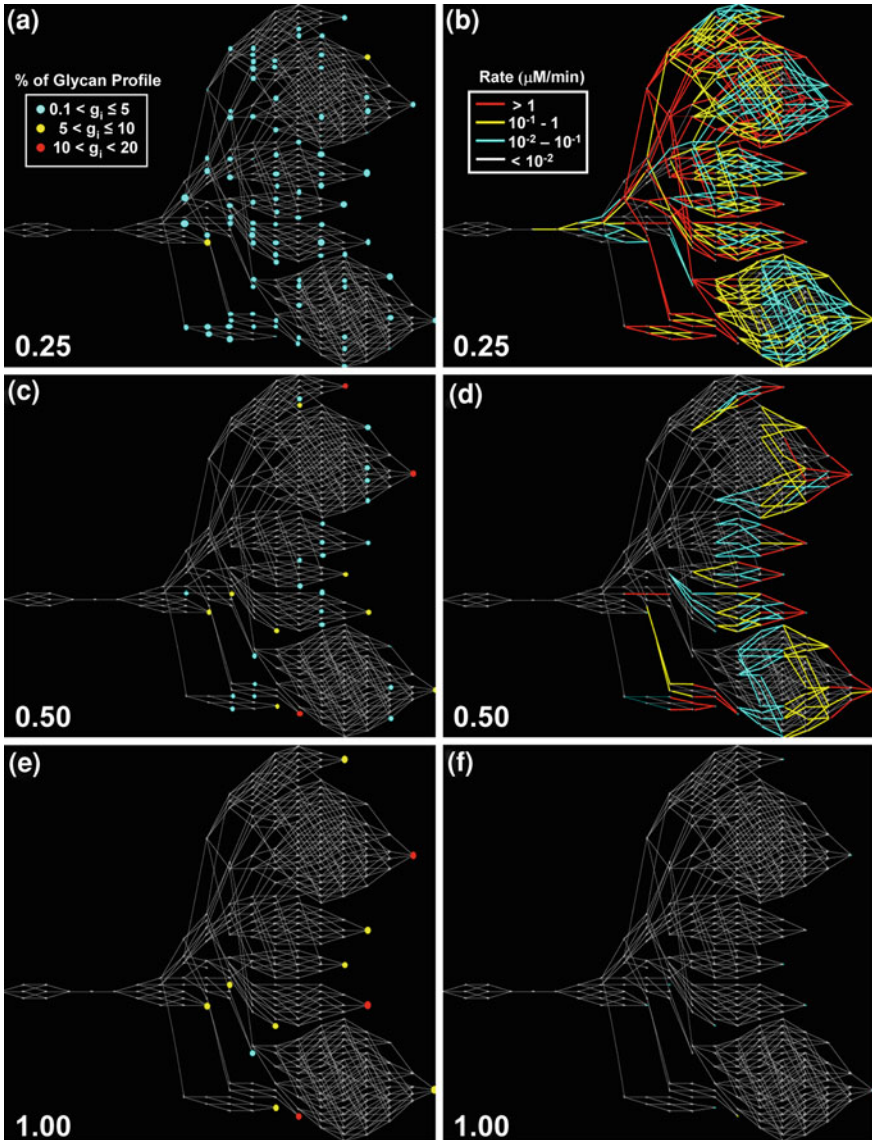 (a)
% of Glycan Profile
0.1 < gᵢ ≤ 5
5 < gᵢ ≤ 10
10 < gᵢ < 20
0.25
(b)
Rate (μM/min)
> 1
10⁻¹ - 1
10⁻² – 10⁻¹
< 10⁻²
0.25
(c)
0.50
(d)
0.50
(e)
1.00
(f)
1.00